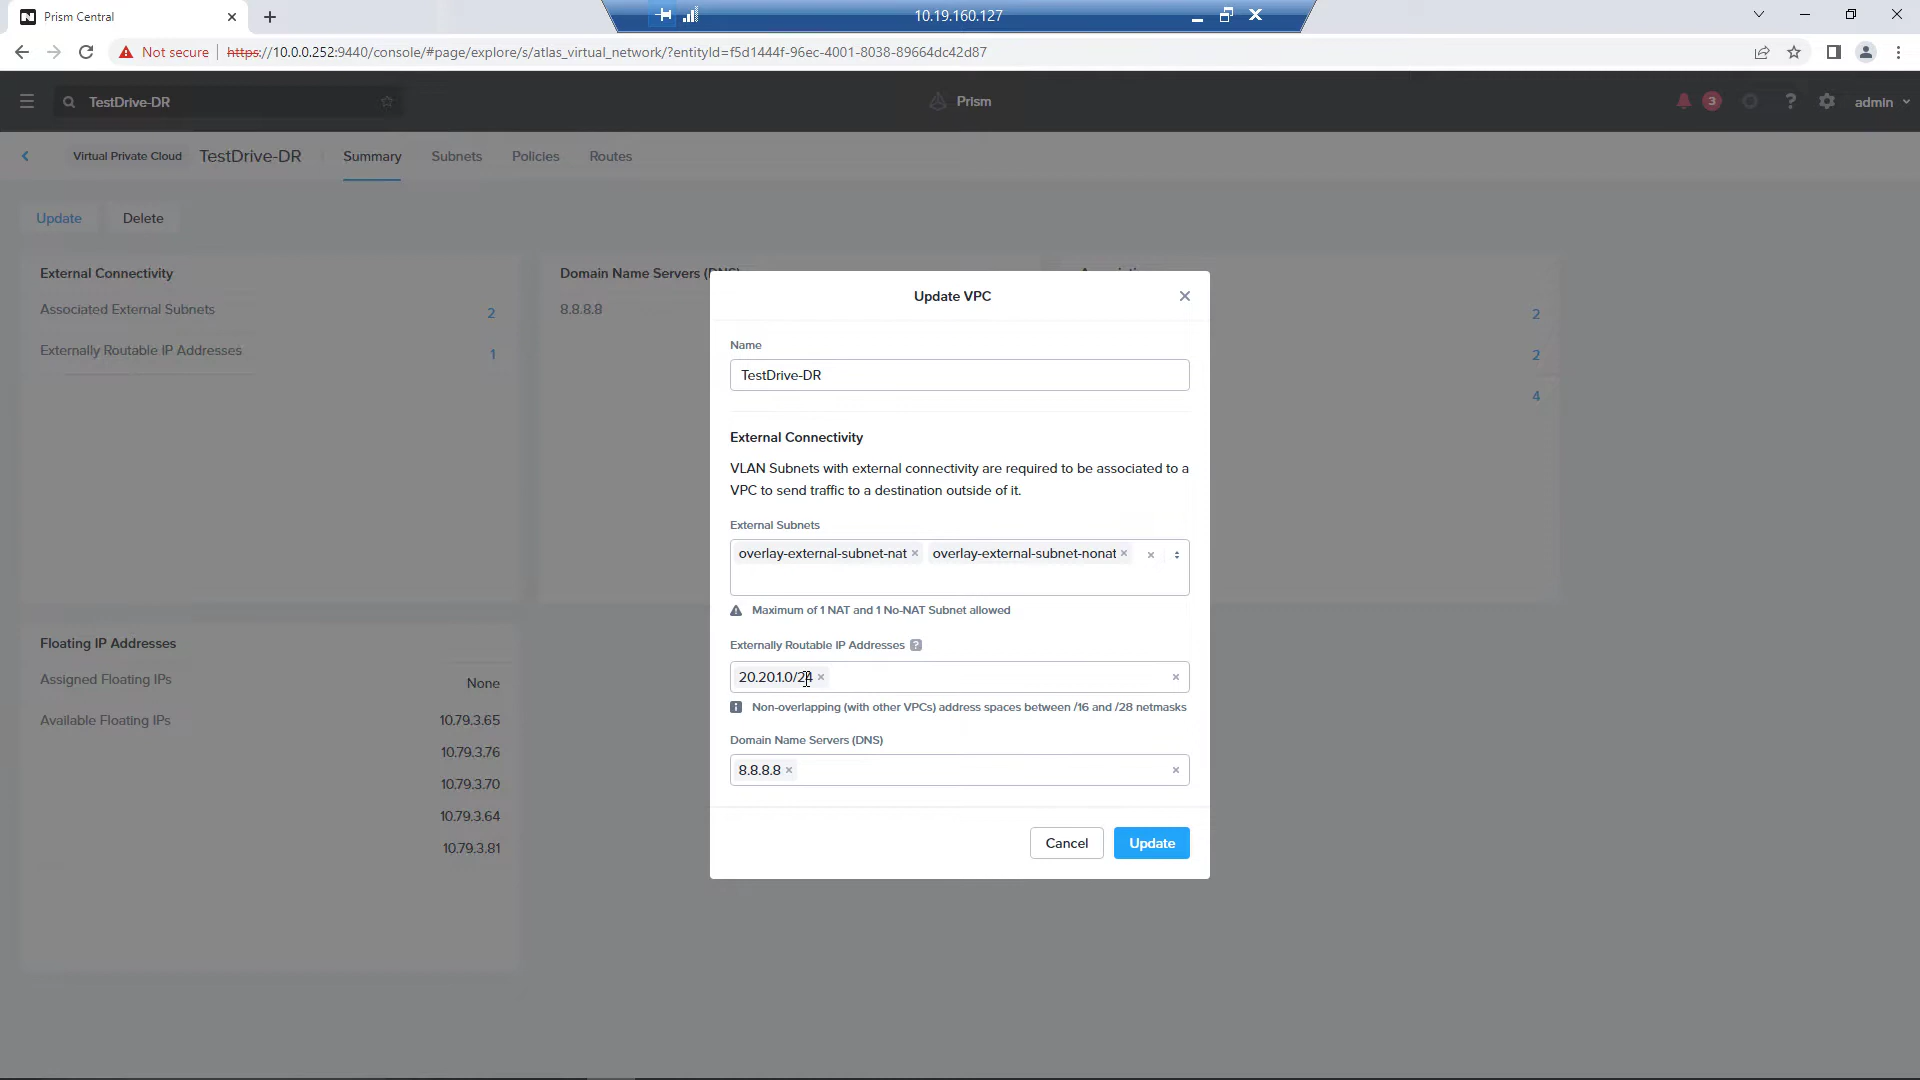 Prism Central
10.19.160.127
Not secure https://10.0.0.252:9440/console/#page/explore/s/atlas_virtual_network/?entityId=f5d1444f-96ec-4001-8038-89664dc42d87
TestDrive-DR
Prism
3
?
admin
Virtual Private Cloud TestDrive-DR Summary Subnets Policies Routes
Update Delete
External Connectivity
Associated External Subnets 2
Externally Routable IP Addresses 1
Domain Name Servers (DNS)
8.8.8.8
2
2
4
Floating IP Addresses
Assigned Floating IPs None
Available Floating IPs 10.79.3.65
10.79.3.76
10.79.3.70
10.79.3.64
10.79.3.81
Update VPC
Name
TestDrive-DR
External Connectivity
VLAN Subnets with external connectivity are required to be associated to a
VPC to send traffic to a destination outside of it.
External Subnets
overlay-external-subnet-nat overlay-external-subnet-nonat
Maximum of 1 NAT and 1 No-NAT Subnet allowed
Externally Routable IP Addresses ?
20.20.1.0/24
Non-overlapping (with other VPCs) address spaces between /16 and /28 netmasks
Domain Name Servers (DNS)
8.8.8.8
Cancel Update